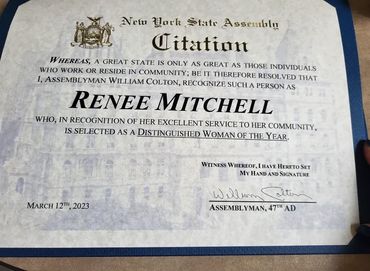 New York State Assembly
Citation
WHEREAS, A GREAT STATE IS ONLY AS GREAT AS THOSE INDIVIDUALS
WHO WORK OR RESIDE IN COMMUNITY; BE IT THEREFORE RESOLVED THAT
I, ASSEMBLYMAN WILLIAM COLTON, RECOGNIZE SUCH A PERSON AS
RENEE MITCHELL
WHO, IN RECOGNITION OF HER EXCELLENT SERVICE TO HER COMMUNITY,
IS SELECTED AS A DISTINGUISHED WOMAN OF THE YEAR.
WITNESS WHEREOF, I HAVE HERETO SET
MY HAND AND SIGNATURE
William Colton
MARCH 12TH, 2023
ASSEMBLYMAN, 47TH AD